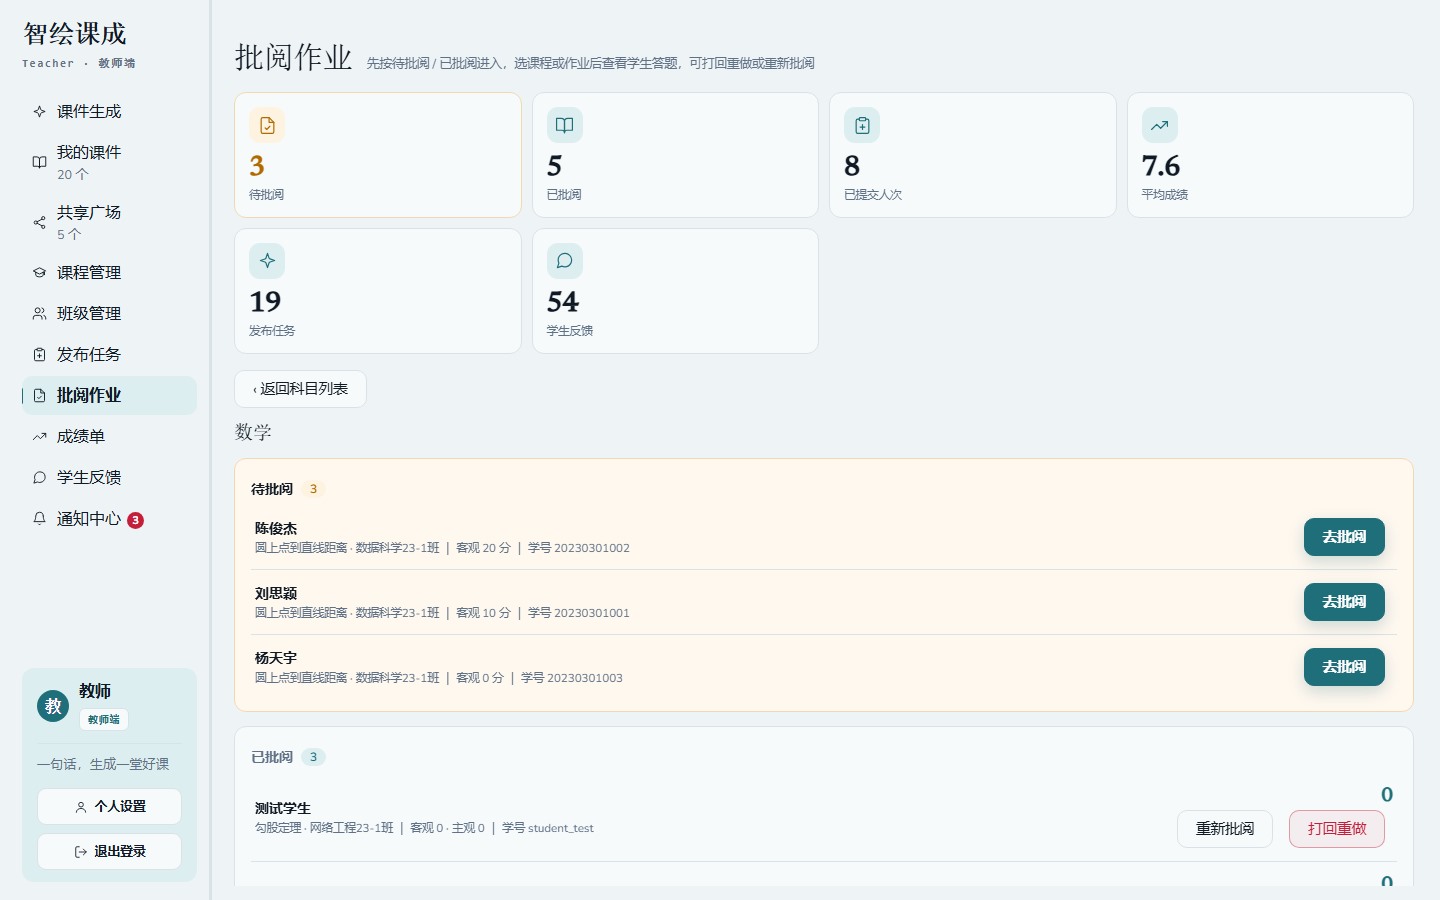 智绘课成
Teacher · 教师端
课件生成
我的课件
20 个
共享广场
5 个
课程管理
班级管理
发布任务
批阅作业
成绩单
学生反馈
通知中心 3
教
教师
教师端
一句话，生成一堂好课
个人设置
退出登录
批阅作业 先按待批阅 / 已批阅进入，选课程或作业后查看学生答题，可打回重做或重新批阅
3
待批阅
5
已批阅
8
已提交人次
7.6
平均成绩
19
发布任务
54
学生反馈
‹ 返回科目列表
数学
待批阅 3
陈俊杰
圆上点到直线距离 · 数据科学23-1班 | 客观 20 分 | 学号 20230301002
去批阅
刘思颖
圆上点到直线距离 · 数据科学23-1班 | 客观 10 分 | 学号 20230301001
去批阅
杨天宇
圆上点到直线距离 · 数据科学23-1班 | 客观 0 分 | 学号 20230301003
去批阅
已批阅 3
测试学生
勾股定理 · 网络工程23-1班 | 客观 0 · 主观 0 | 学号 student_test
0
重新批阅
打回重做
0